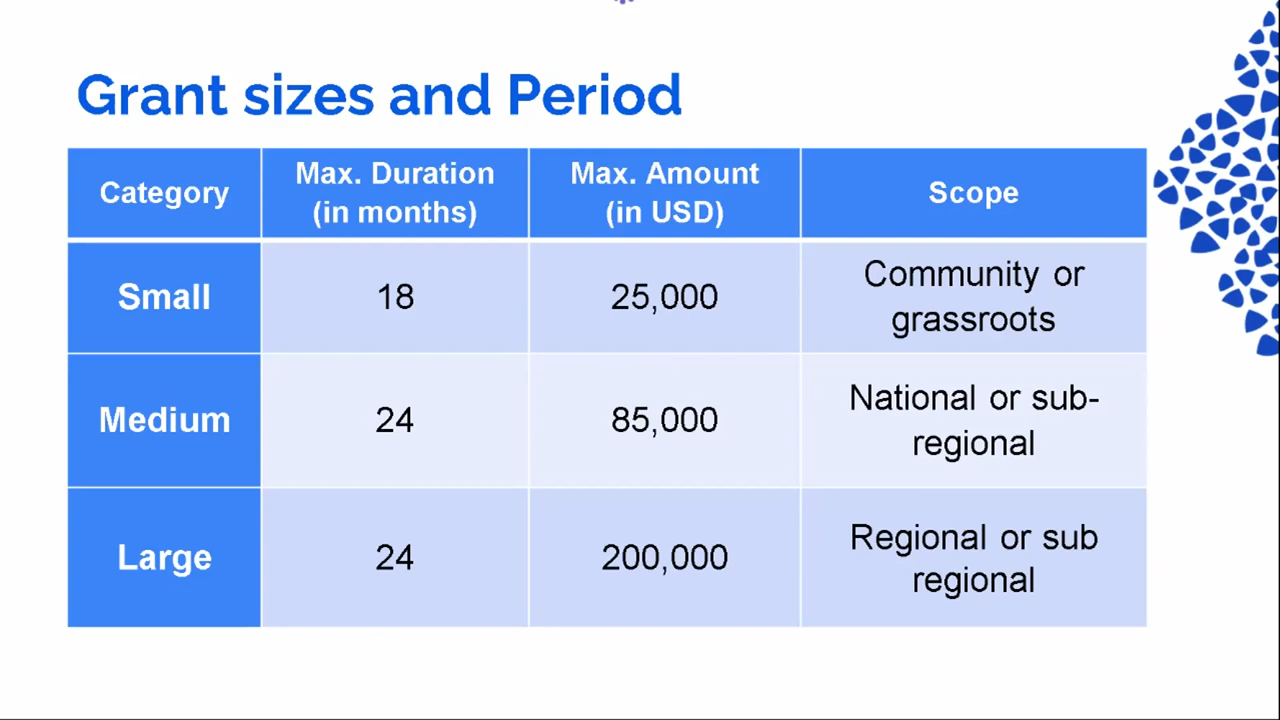 Grant sizes and Period
Category
Max. Duration
(in months)
Max. Amount
(in USD)
Scope
Small
18
25,000
Community or
grassroots
Medium
24
85,000
National or sub-
regional
Large
24
200,000
Regional or sub
regional